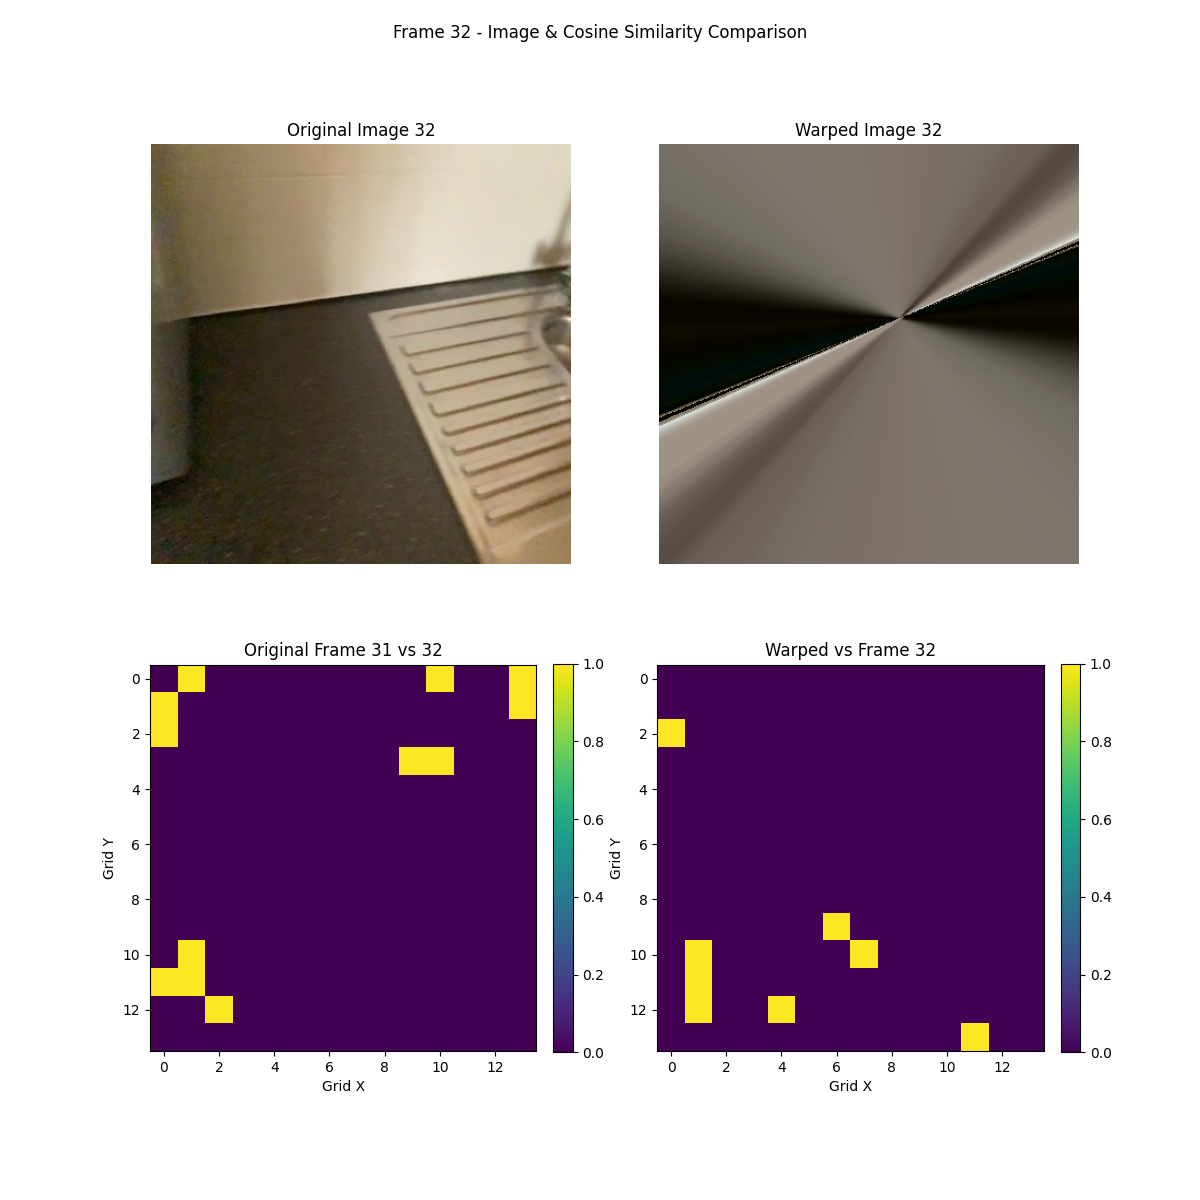 Frame 32 - Image & Cosine Similarity Comparison
Original Image 32
Warped Image 32
Original Frame 31 vs 32
Warped vs Frame 32
0
2
4
6
8
10
12
Grid Y
0 2 4 6 8 10 12
Grid X
1.0
0.8
0.6
0.4
0.2
0.0
0
2
4
6
8
10
12
Grid Y
0 2 4 6 8 10 12
Grid X
1.0
0.8
0.6
0.4
0.2
0.0